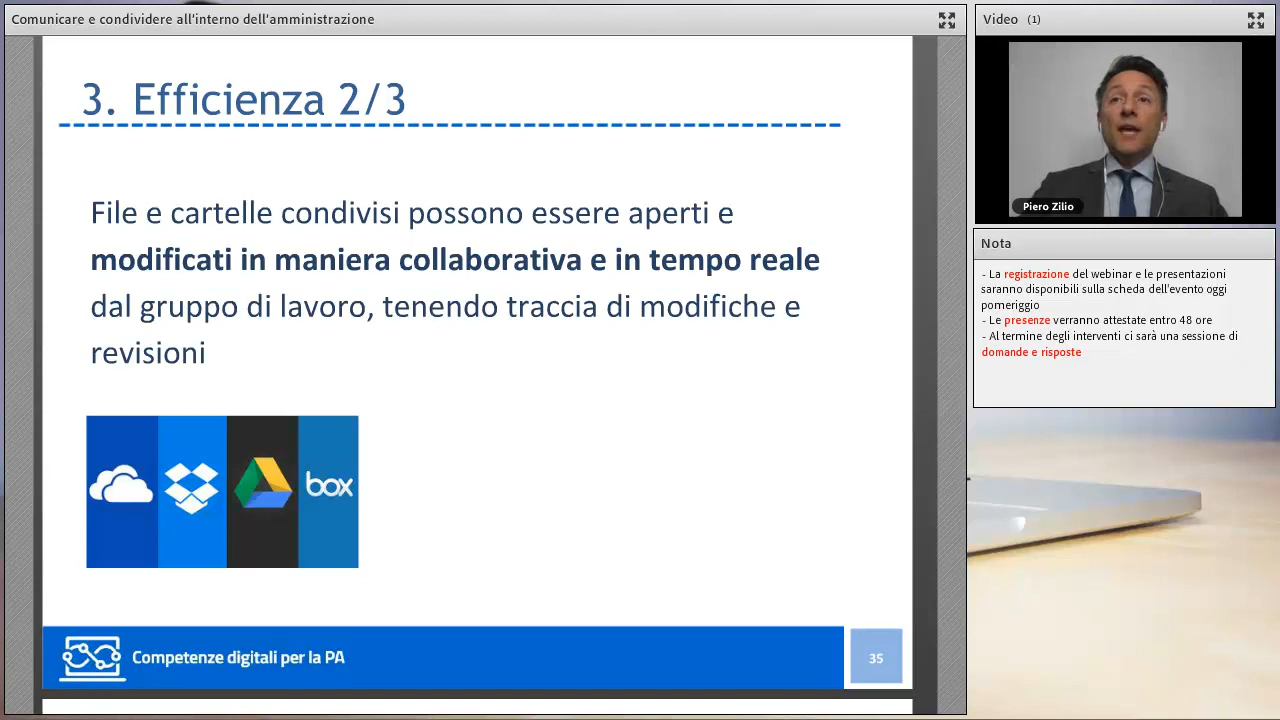 Comunicare e condividere all'interno dell'amministrazione
3. Efficienza 2/3
File e cartelle condivisi possono essere aperti e
modificati in maniera collaborativa e in tempo reale
dal gruppo di lavoro, tenendo traccia di modifiche e
revisioni
box
Competenze digitali per la PA
35
Video (1)
Piero Zilio
Nota
- La registrazione del webinar e le presentazioni
saranno disponibili sulla scheda dell'evento oggi
pomeriggio
- Le presenze verranno attestate entro 48 ore
- Al termine degli interventi ci sarà una sessione di
domande e risposte